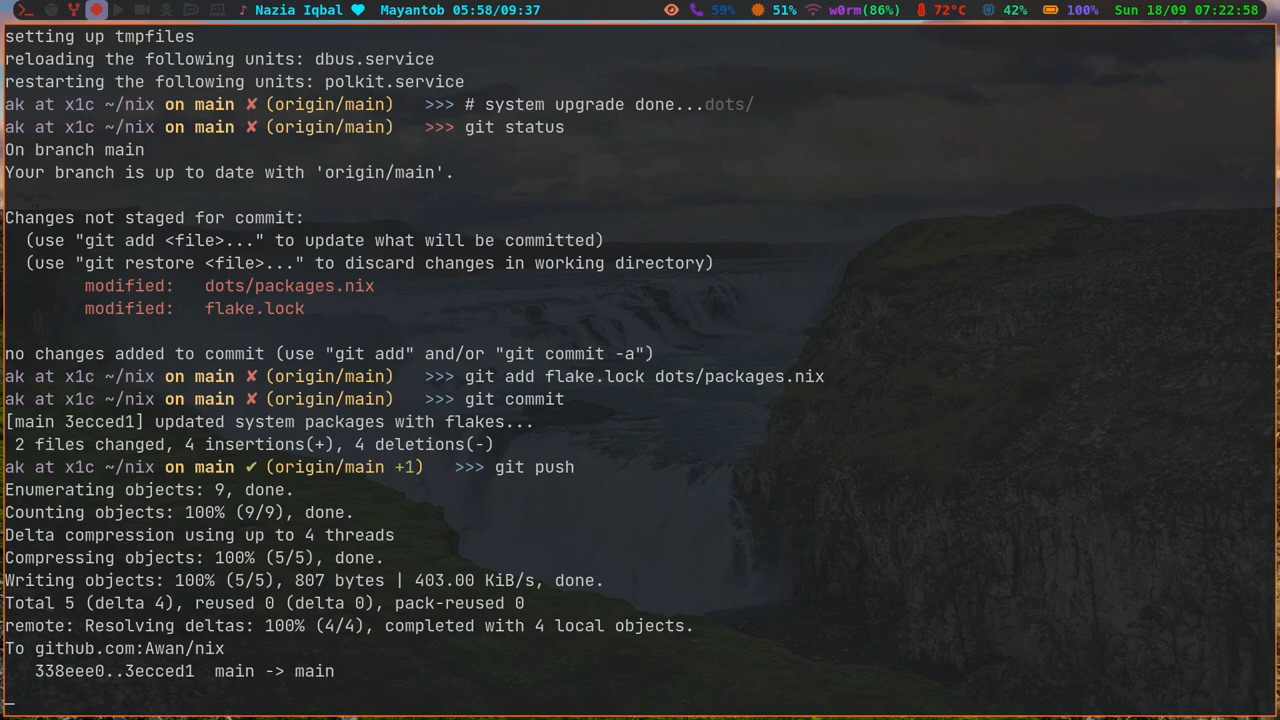 Nazia Iqbal Mayantob 05:58/09:37 59% 51% w0rm(86%) 72°C 42% 100% Sun 18/09 07:22:58
setting up tmpfiles
reloading the following units: dbus.service
restarting the following units: polkit.service
ak at x1c ~/nix on main ✘ (origin/main) >>> # system upgrade done...dots/
ak at x1c ~/nix on main ✘ (origin/main) >>> git status
On branch main
Your branch is up to date with 'origin/main'.
Changes not staged for commit:
(use "git add <file>..." to update what will be committed)
(use "git restore <file>..." to discard changes in working directory)
modified: dots/packages.nix
modified: flake.lock
no changes added to commit (use "git add" and/or "git commit -a")
ak at x1c ~/nix on main ✘ (origin/main) >>> git add flake.lock dots/packages.nix
ak at x1c ~/nix on main ✘ (origin/main) >>> git commit
[main 3ecced1] updated system packages with flakes...
2 files changed, 4 insertions(+), 4 deletions(-)
ak at x1c ~/nix on main ✔ (origin/main +1) >>> git push
Enumerating objects: 9, done.
Counting objects: 100% (9/9), done.
Delta compression using up to 4 threads
Compressing objects: 100% (5/5), done.
Writing objects: 100% (5/5), 807 bytes | 403.00 KiB/s, done.
Total 5 (delta 4), reused 0 (delta 0), pack-reused 0
remote: Resolving deltas: 100% (4/4), completed with 4 local objects.
To github.com:Awan/nix
338eee0..3ecced1 main -> main